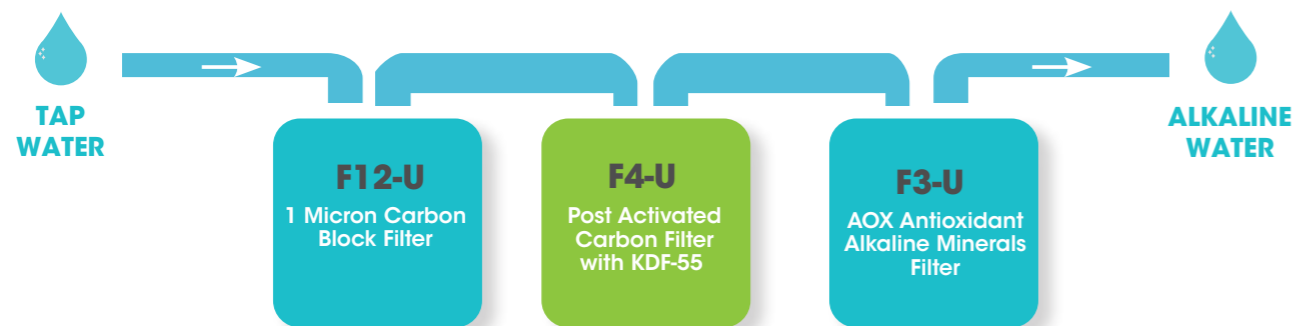 TAP
WATER
F12-U
1 Micron Carbon
Block Filter
F4-U
Post Activated
Carbon Filter
with KDF-55
F3-U
AOX Antioxidant
Alkaline Minerals
Filter
ALKALINE
WATER